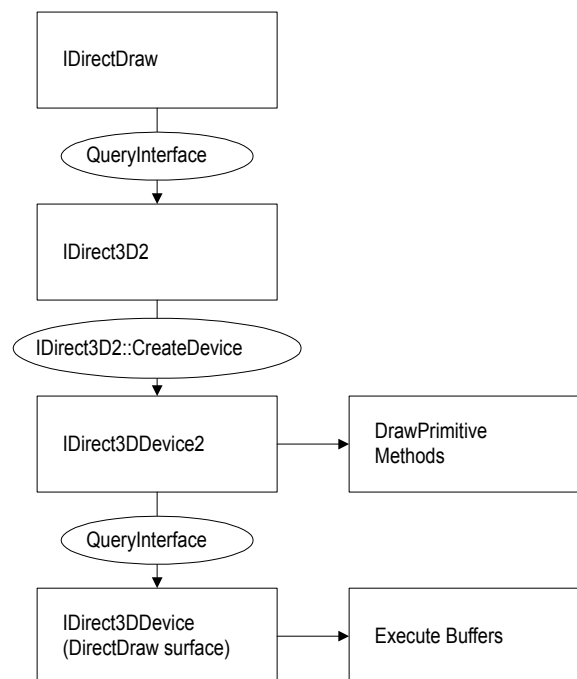 IDirectDraw
QueryInterface
IDirect3D2
IDirect3D2::CreateDevice
IDirect3DDevice2
DrawPrimitive
Methods
QueryInterface
IDirect3DDevice
(DirectDraw surface)
Execute Buffers